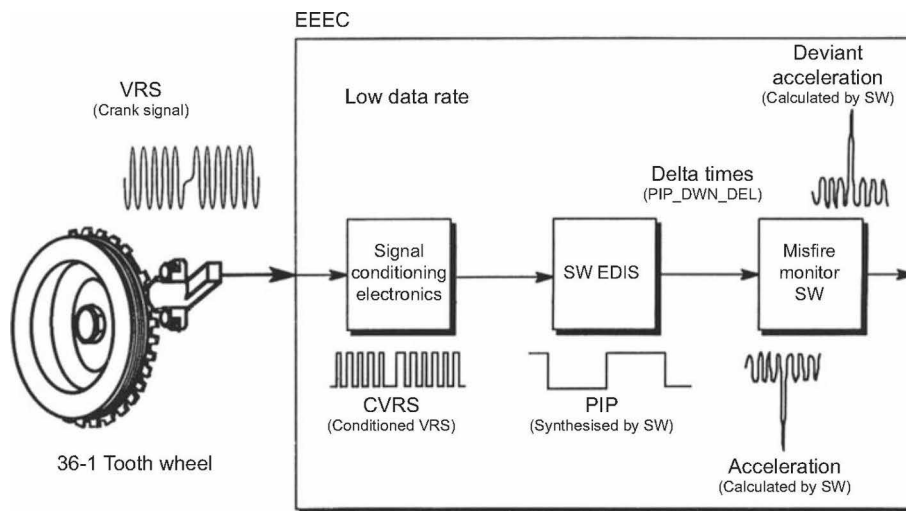 EEEC
VRS
(Crank signal)
Low data rate
Deviant
acceleration
(Calculated by SW)
Delta times
(PIP_DWN_DEL)
Signal
conditioning
electronics
SW EDIS
Misfire
monitor
SW
CVRS
(Conditioned VRS)
PIP
(Synthesised by SW)
36-1 Tooth wheel
Acceleration
(Calculated by SW)